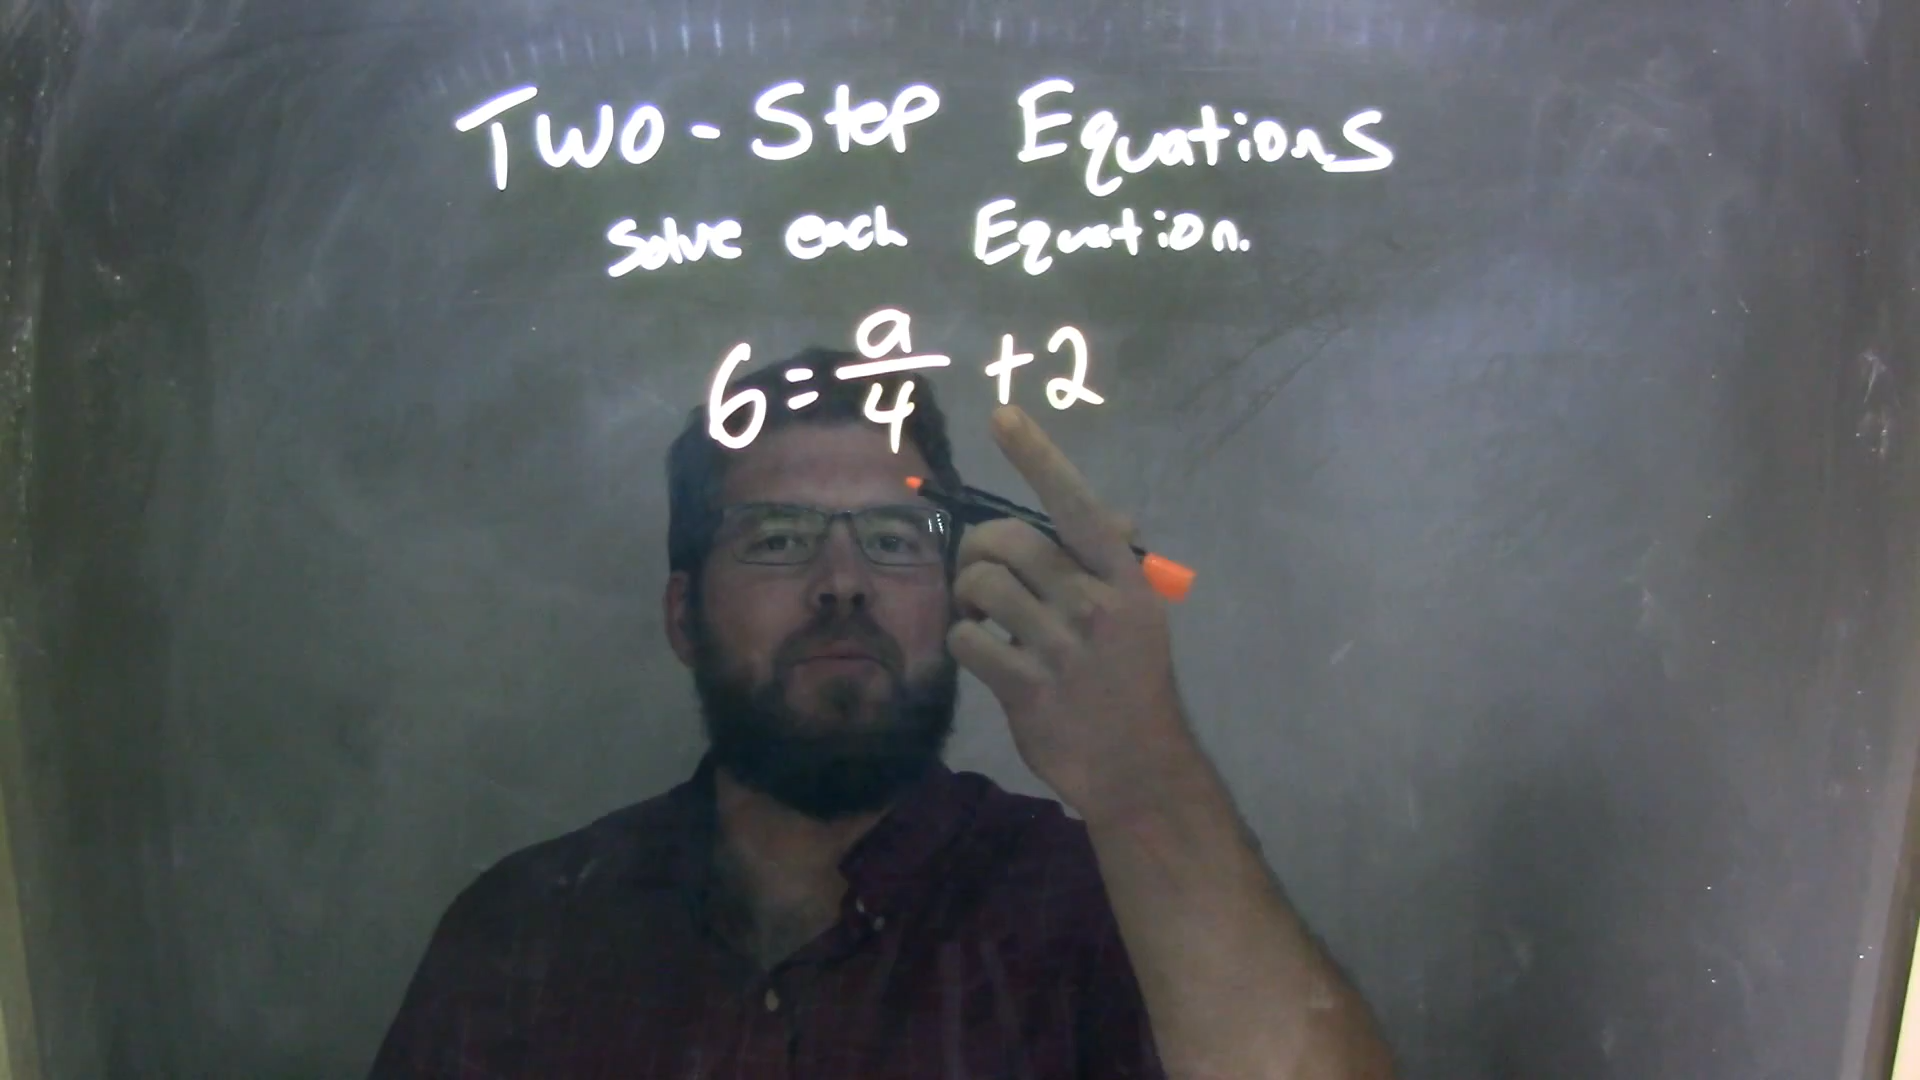 Two-Step Equations
Solve each Equation.
6 = a/4 + 2